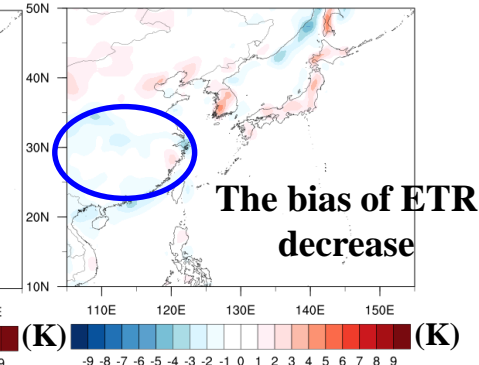 50N
40N
30N
20N
10N
The bias of ETR
decrease
110E 120E 130E 140E 150E
(K) (K)
9 -9 -8 -7 -6 -5 -4 -3 -2 -1 0 1 2 3 4 5 6 7 8 9